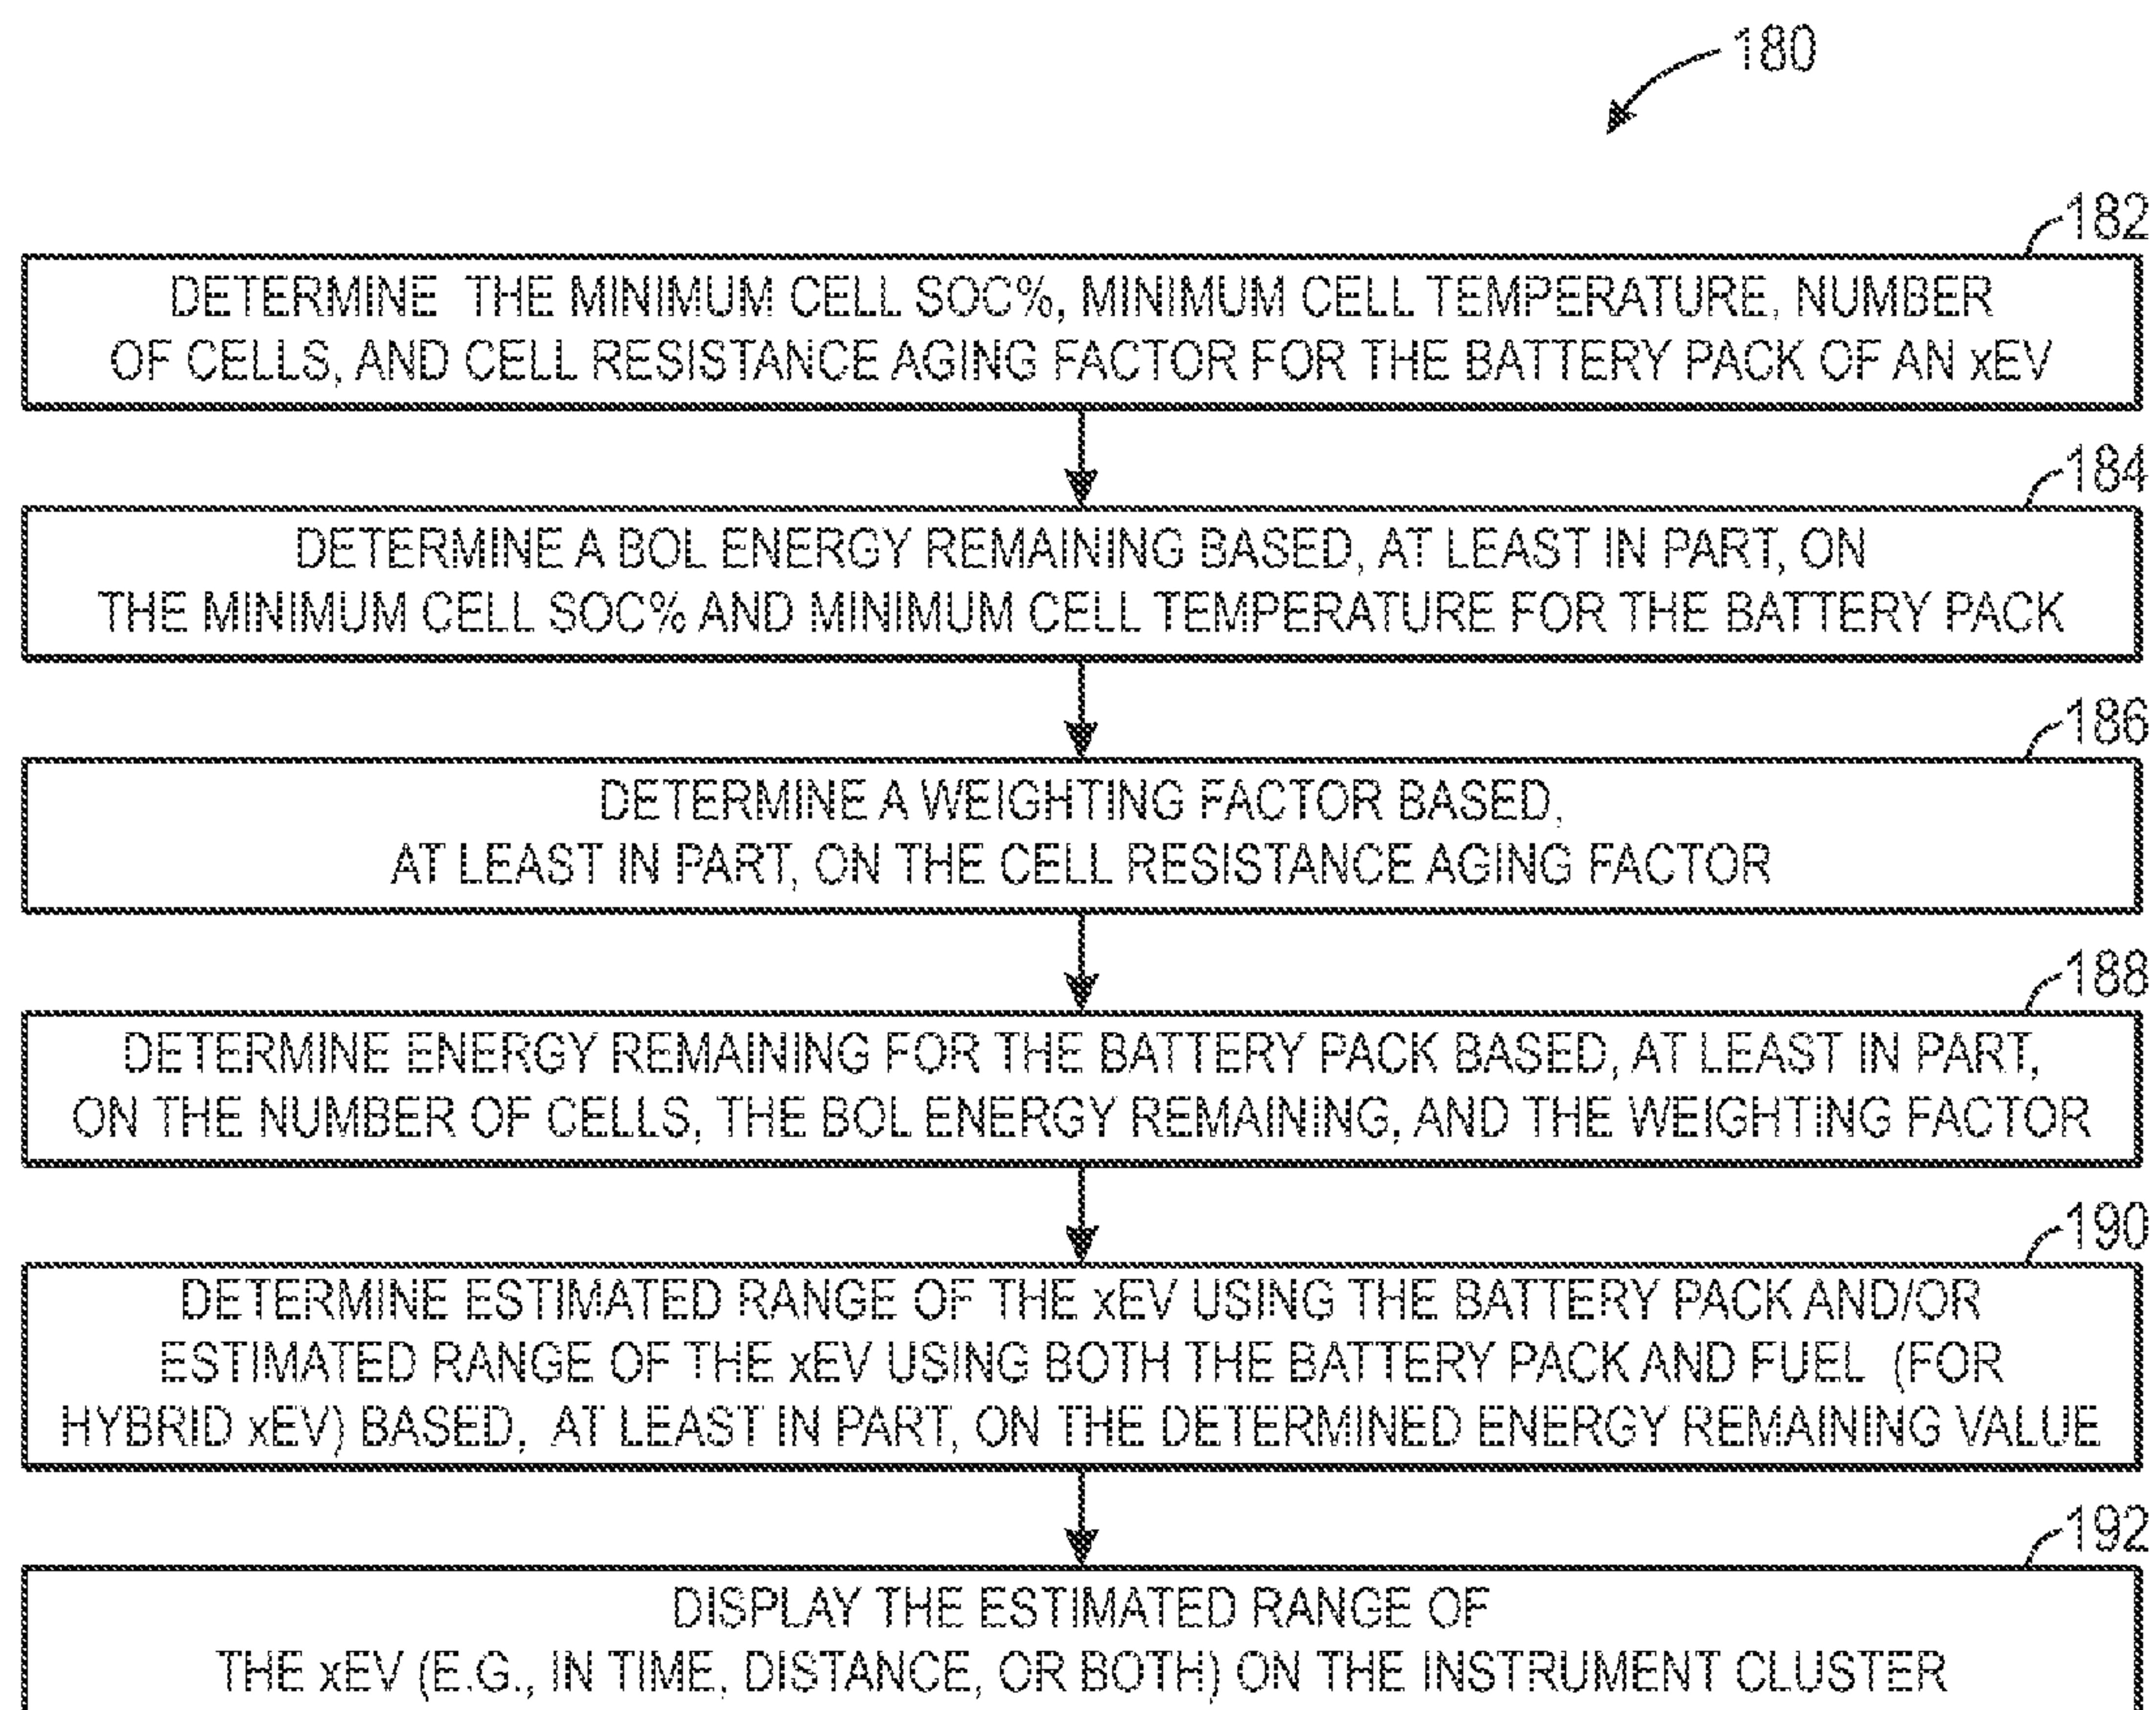 180
182
DETERMINE THE MINIMUM CELL SOC%, MINIMUM CELL TEMPERATURE, NUMBER
OF CELLS, AND CELL RESISTANCE AGING FACTOR FOR THE BATTERY PACK OF AN xEV
184
DETERMINE A BOL ENERGY REMAINING BASED, AT LEAST IN PART, ON
THE MINIMUM CELL SOC% AND MINIMUM CELL TEMPERATURE FOR THE BATTERY PACK
186
DETERMINE A WEIGHTING FACTOR BASED,
AT LEAST IN PART, ON THE CELL RESISTANCE AGING FACTOR
188
DETERMINE ENERGY REMAINING FOR THE BATTERY PACK BASED, AT LEAST IN PART,
ON THE NUMBER OF CELLS, THE BOL ENERGY REMAINING, AND THE WEIGHTING FACTOR
190
DETERMINE ESTIMATED RANGE OF THE xEV USING THE BATTERY PACK AND/OR
ESTIMATED RANGE OF THE xEV USING BOTH THE BATTERY PACK AND FUEL (FOR
HYBRID xEV) BASED, AT LEAST IN PART, ON THE DETERMINED ENERGY REMAINING VALUE
192
DISPLAY THE ESTIMATED RANGE OF
THE xEV (E.G., IN TIME, DISTANCE, OR BOTH) ON THE INSTRUMENT CLUSTER